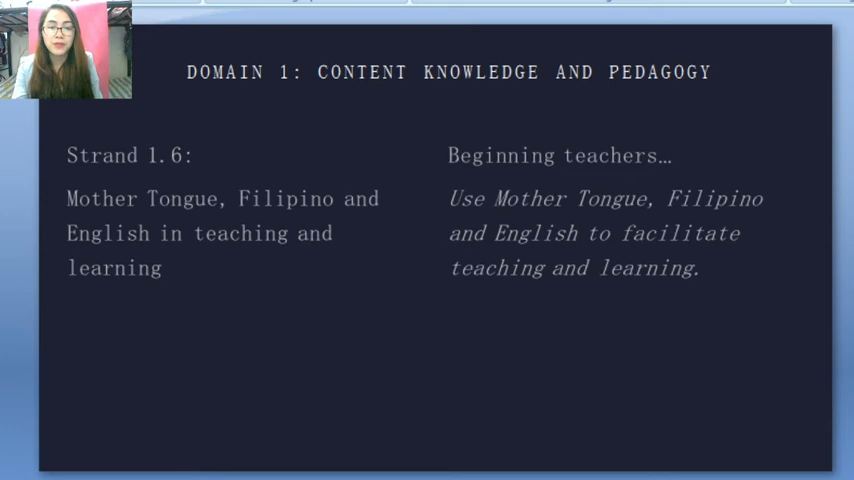 DOMAIN 1: CONTENT KNOWLEDGE AND PEDAGOGY
Strand 1.6:
Mother Tongue, Filipino and
English in teaching and
learning
Beginning teachers…
Use Mother Tongue, Filipino
and English to facilitate
teaching and learning.